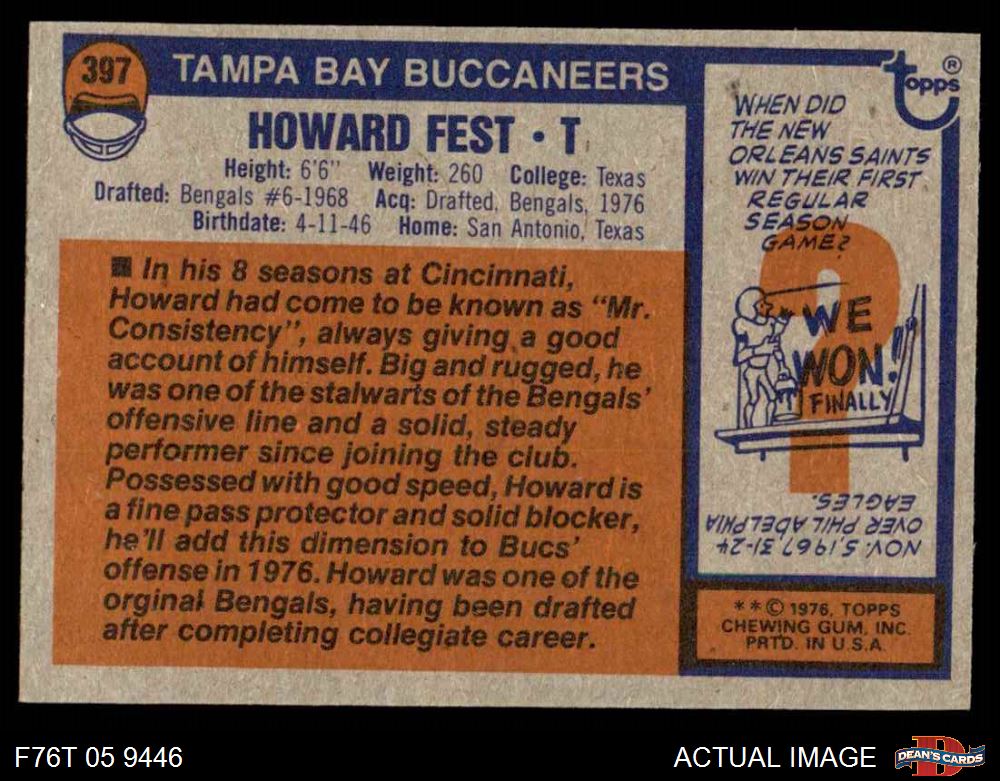 397
TAMPA BAY BUCCANEERS
HOWARD FEST • T
Height: 6'6" Weight: 260 College: Texas
Drafted: Bengals #6-1968 Acq: Drafted, Bengals, 1976
Birthdate: 4-11-46 Home: San Antonio, Texas
■ In his 8 seasons at Cincinnati,
Howard had come to be known as "Mr.
Consistency", always giving a good
account of himself. Big and rugged, he
was one of the stalwarts of the Bengals'
offensive line and a solid, steady
performer since joining the club.
Possessed with good speed, Howard is
a fine pass protector and solid blocker,
he'll add this dimension to Bucs'
offense in 1976. Howard was one of the
orginal Bengals, having been drafted
after completing collegiate career.
Topps ®
WHEN DID
THE NEW
ORLEANS SAINTS
WIN THEIR FIRST
REGULAR
SEASON
GAME?
WE
WON!
FINALLY
NOV. 5, 1967, 31-24
OVER PHILADELPHIA
EAGLES.
**© 1976, TOPPS
CHEWING GUM, INC.
PRTD. IN U.S.A.
F76T 05 9446
ACTUAL IMAGE
D
DEAN'S CARDS